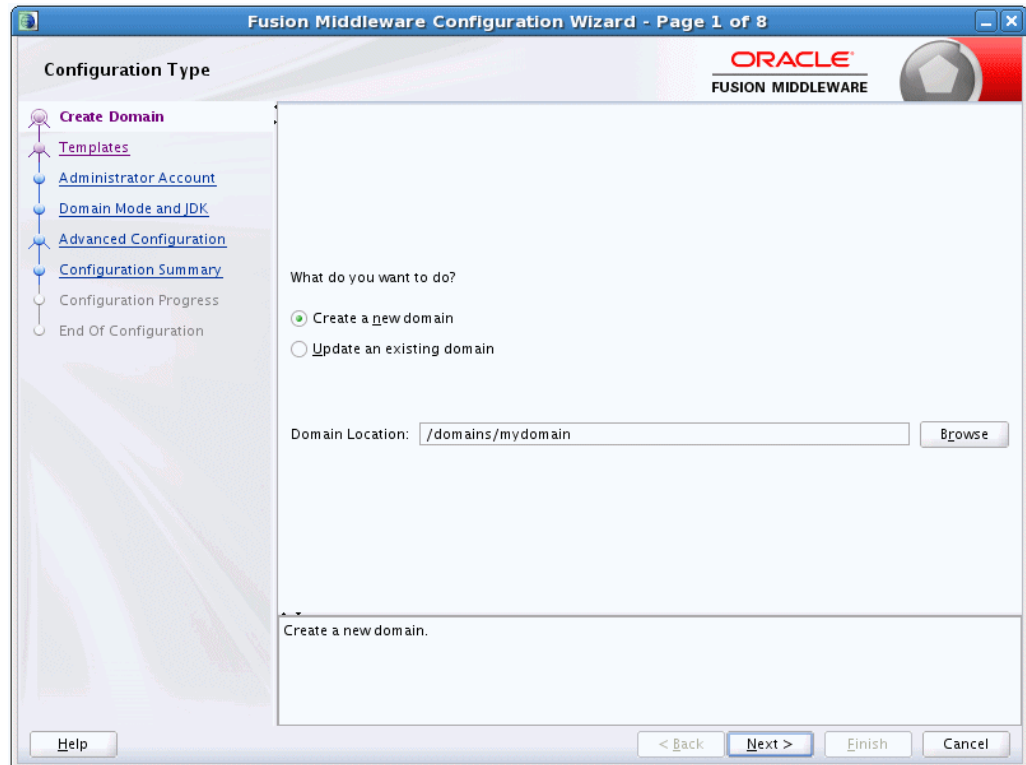 Fusion Middleware Configuration Wizard - Page 1 of 8
Configuration Type
ORACLE
FUSION MIDDLEWARE
Create Domain
Templates
Administrator Account
Domain Mode and JDK
Advanced Configuration
Configuration Summary
Configuration Progress
End Of Configuration
What do you want to do?
Create a new domain
Update an existing domain
Domain Location: /domains/mydomain Browse
Create a new domain.
Help < Back Next > Finish Cancel